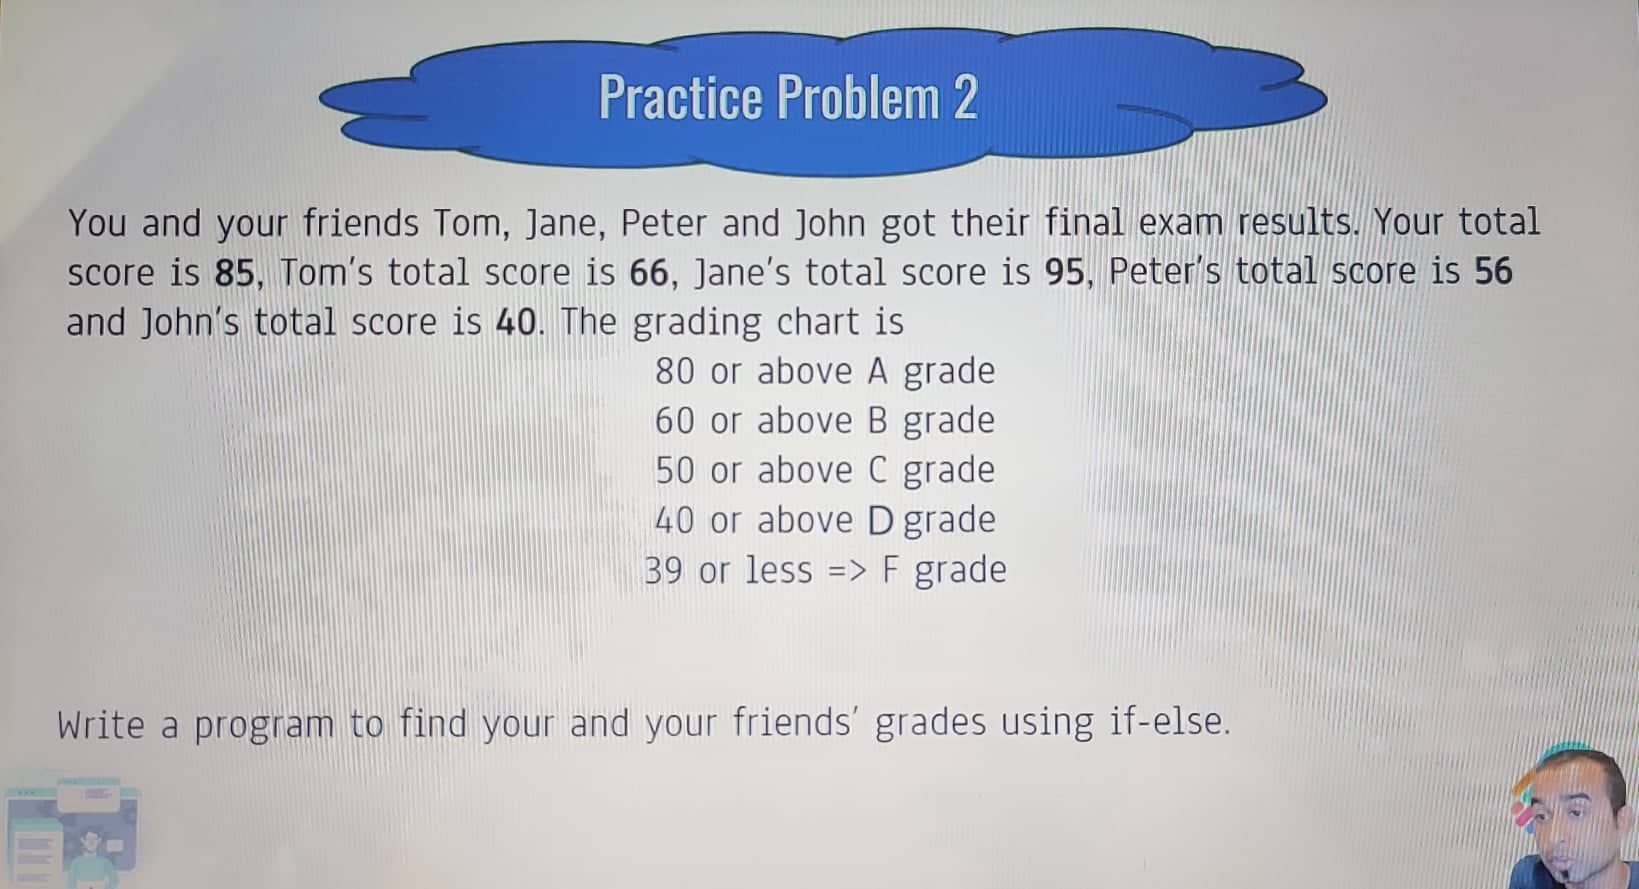 Practice Problem 2
You and your friends Tom, Jane, Peter and John got their final exam results. Your total
score is 85, Tom's total score is 66, Jane's total score is 95, Peter's total score is 56
and John's total score is 40. The grading chart is
80 or above A grade
60 or above B grade
50 or above C grade
40 or above D grade
39 or less => F grade
Write a program to find your and your friends' grades using if-else.